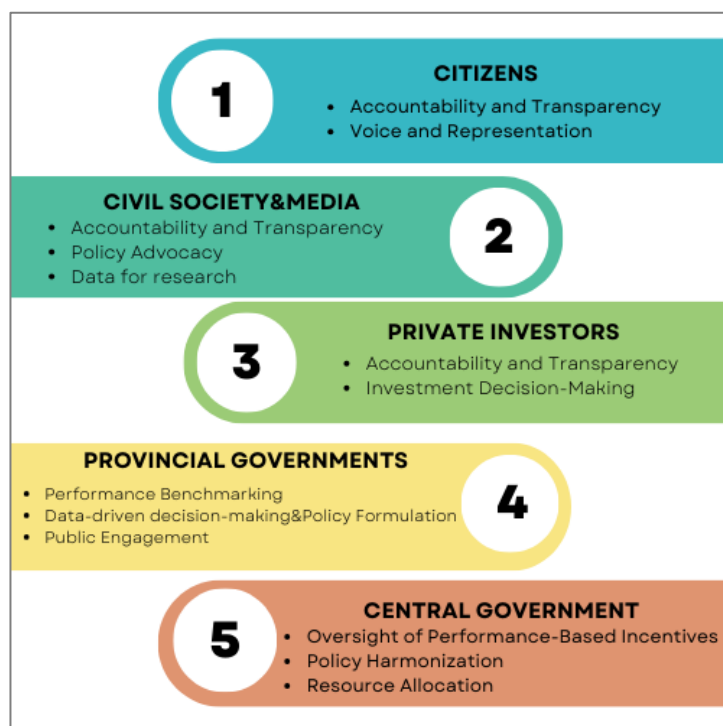 1
CITIZENS
• Accountability and Transparency
• Voice and Representation
CIVIL SOCIETY&MEDIA
• Accountability and Transparency
• Policy Advocacy
• Data for research
2
3
PRIVATE INVESTORS
• Accountability and Transparency
• Investment Decision-Making
PROVINCIAL GOVERNMENTS
• Performance Benchmarking
• Data-driven decision-making&Policy Formulation
• Public Engagement
4
5
CENTRAL GOVERNMENT
• Oversight of Performance-Based Incentives
• Policy Harmonization
• Resource Allocation